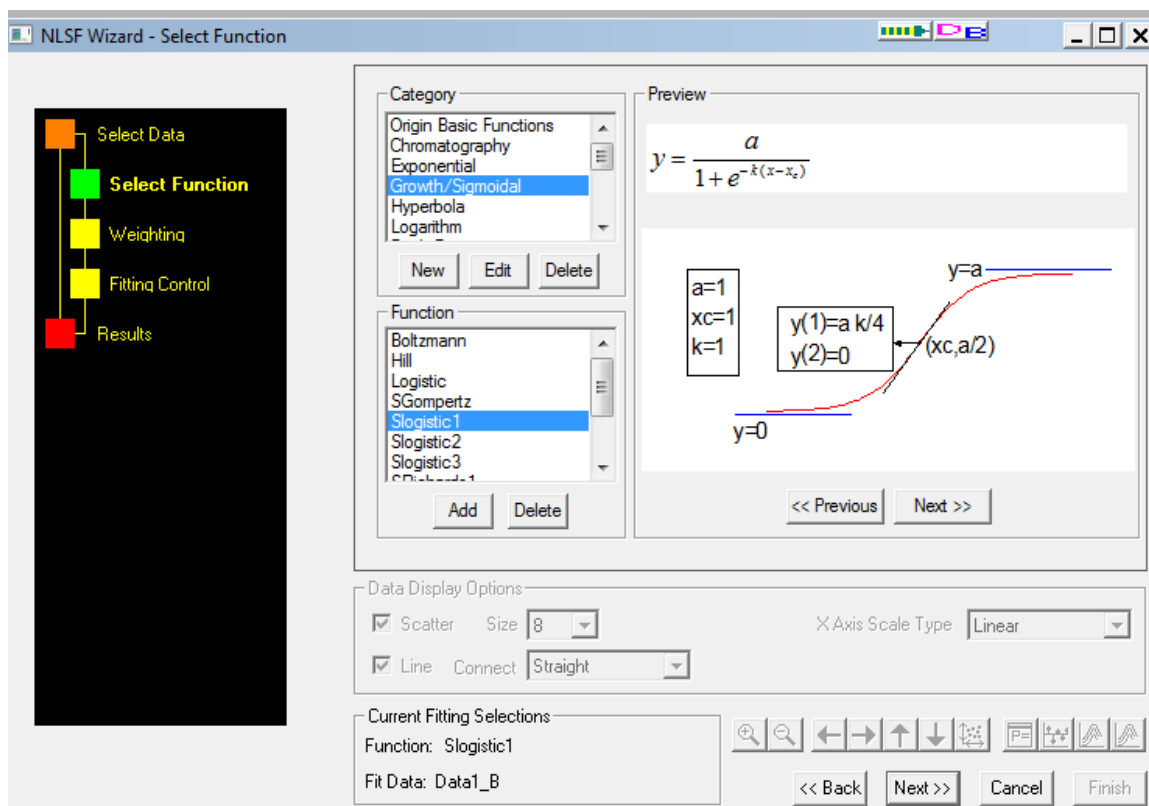 NLSF Wizard - Select Function
Select Data
Select Function
Weighting
Fitting Control
Results
Category
Origin Basic Functions
Chromatography
Exponential
Growth/Sigmoidal
Hyperbola
Logarithm
New Edit Delete
Function
Boltzmann
Hill
Logistic
SGompertz
Slogistic1
Slogistic2
Slogistic3
SRichards1
Add Delete
Preview
y = a / (1 + e^{-k(x-x_c)})
a=1
xc=1
k=1
y(1)=a k/4
y(2)=0
y=a
(xc,a/2)
y=0
<< Previous Next >>
Data Display Options
Scatter Size 8 X Axis Scale Type Linear
Line Connect Straight
Current Fitting Selections
Function: Slogistic1
Fit Data: Data1_B
P=
<< Back Next >> Cancel Finish